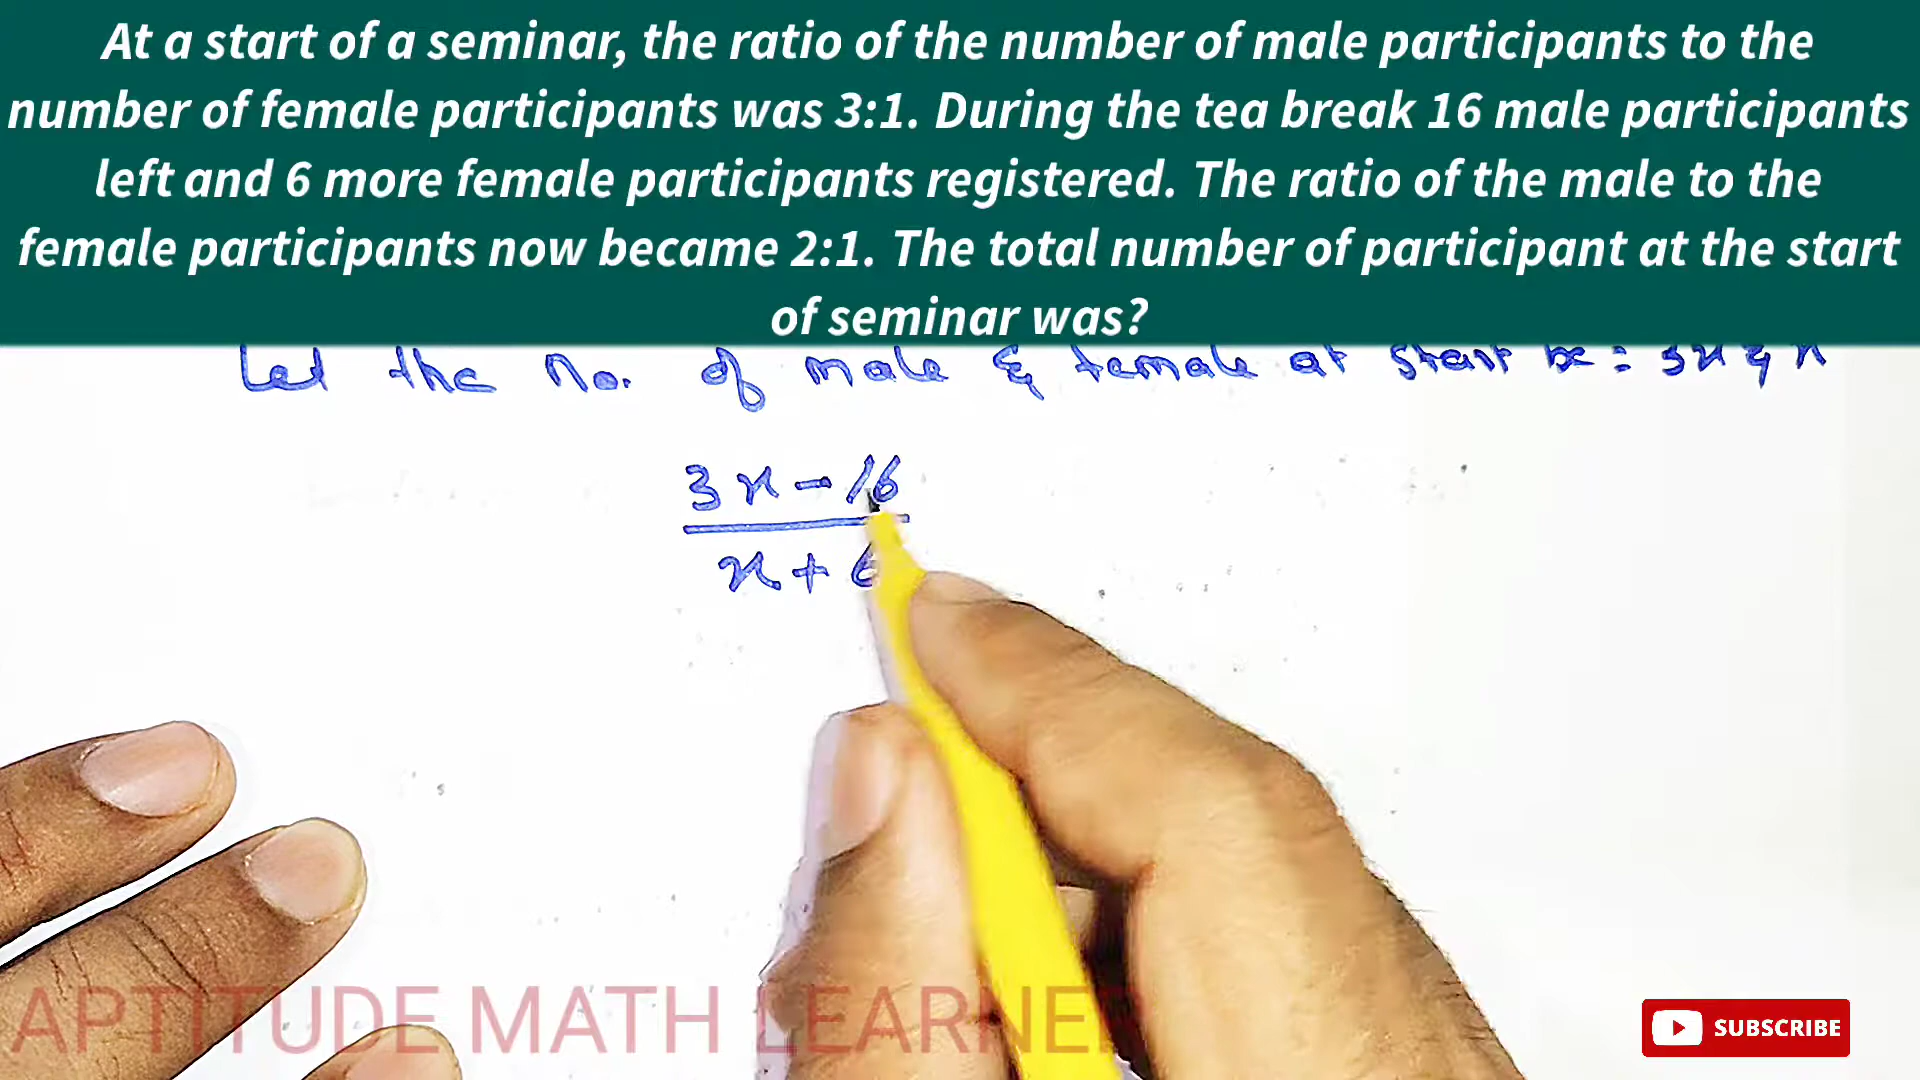 At a start of a seminar, the ratio of the number of male participants to the
number of female participants was 3:1. During the tea break 16 male participants
left and 6 more female participants registered. The ratio of the male to the
female participants now became 2:1. The total number of participant at the start
of seminar was?
Let the No. of male & female at start be = 3x & x
3x - 16
x + 6
APTITUDE MATH LEARNER
SUBSCRIBE